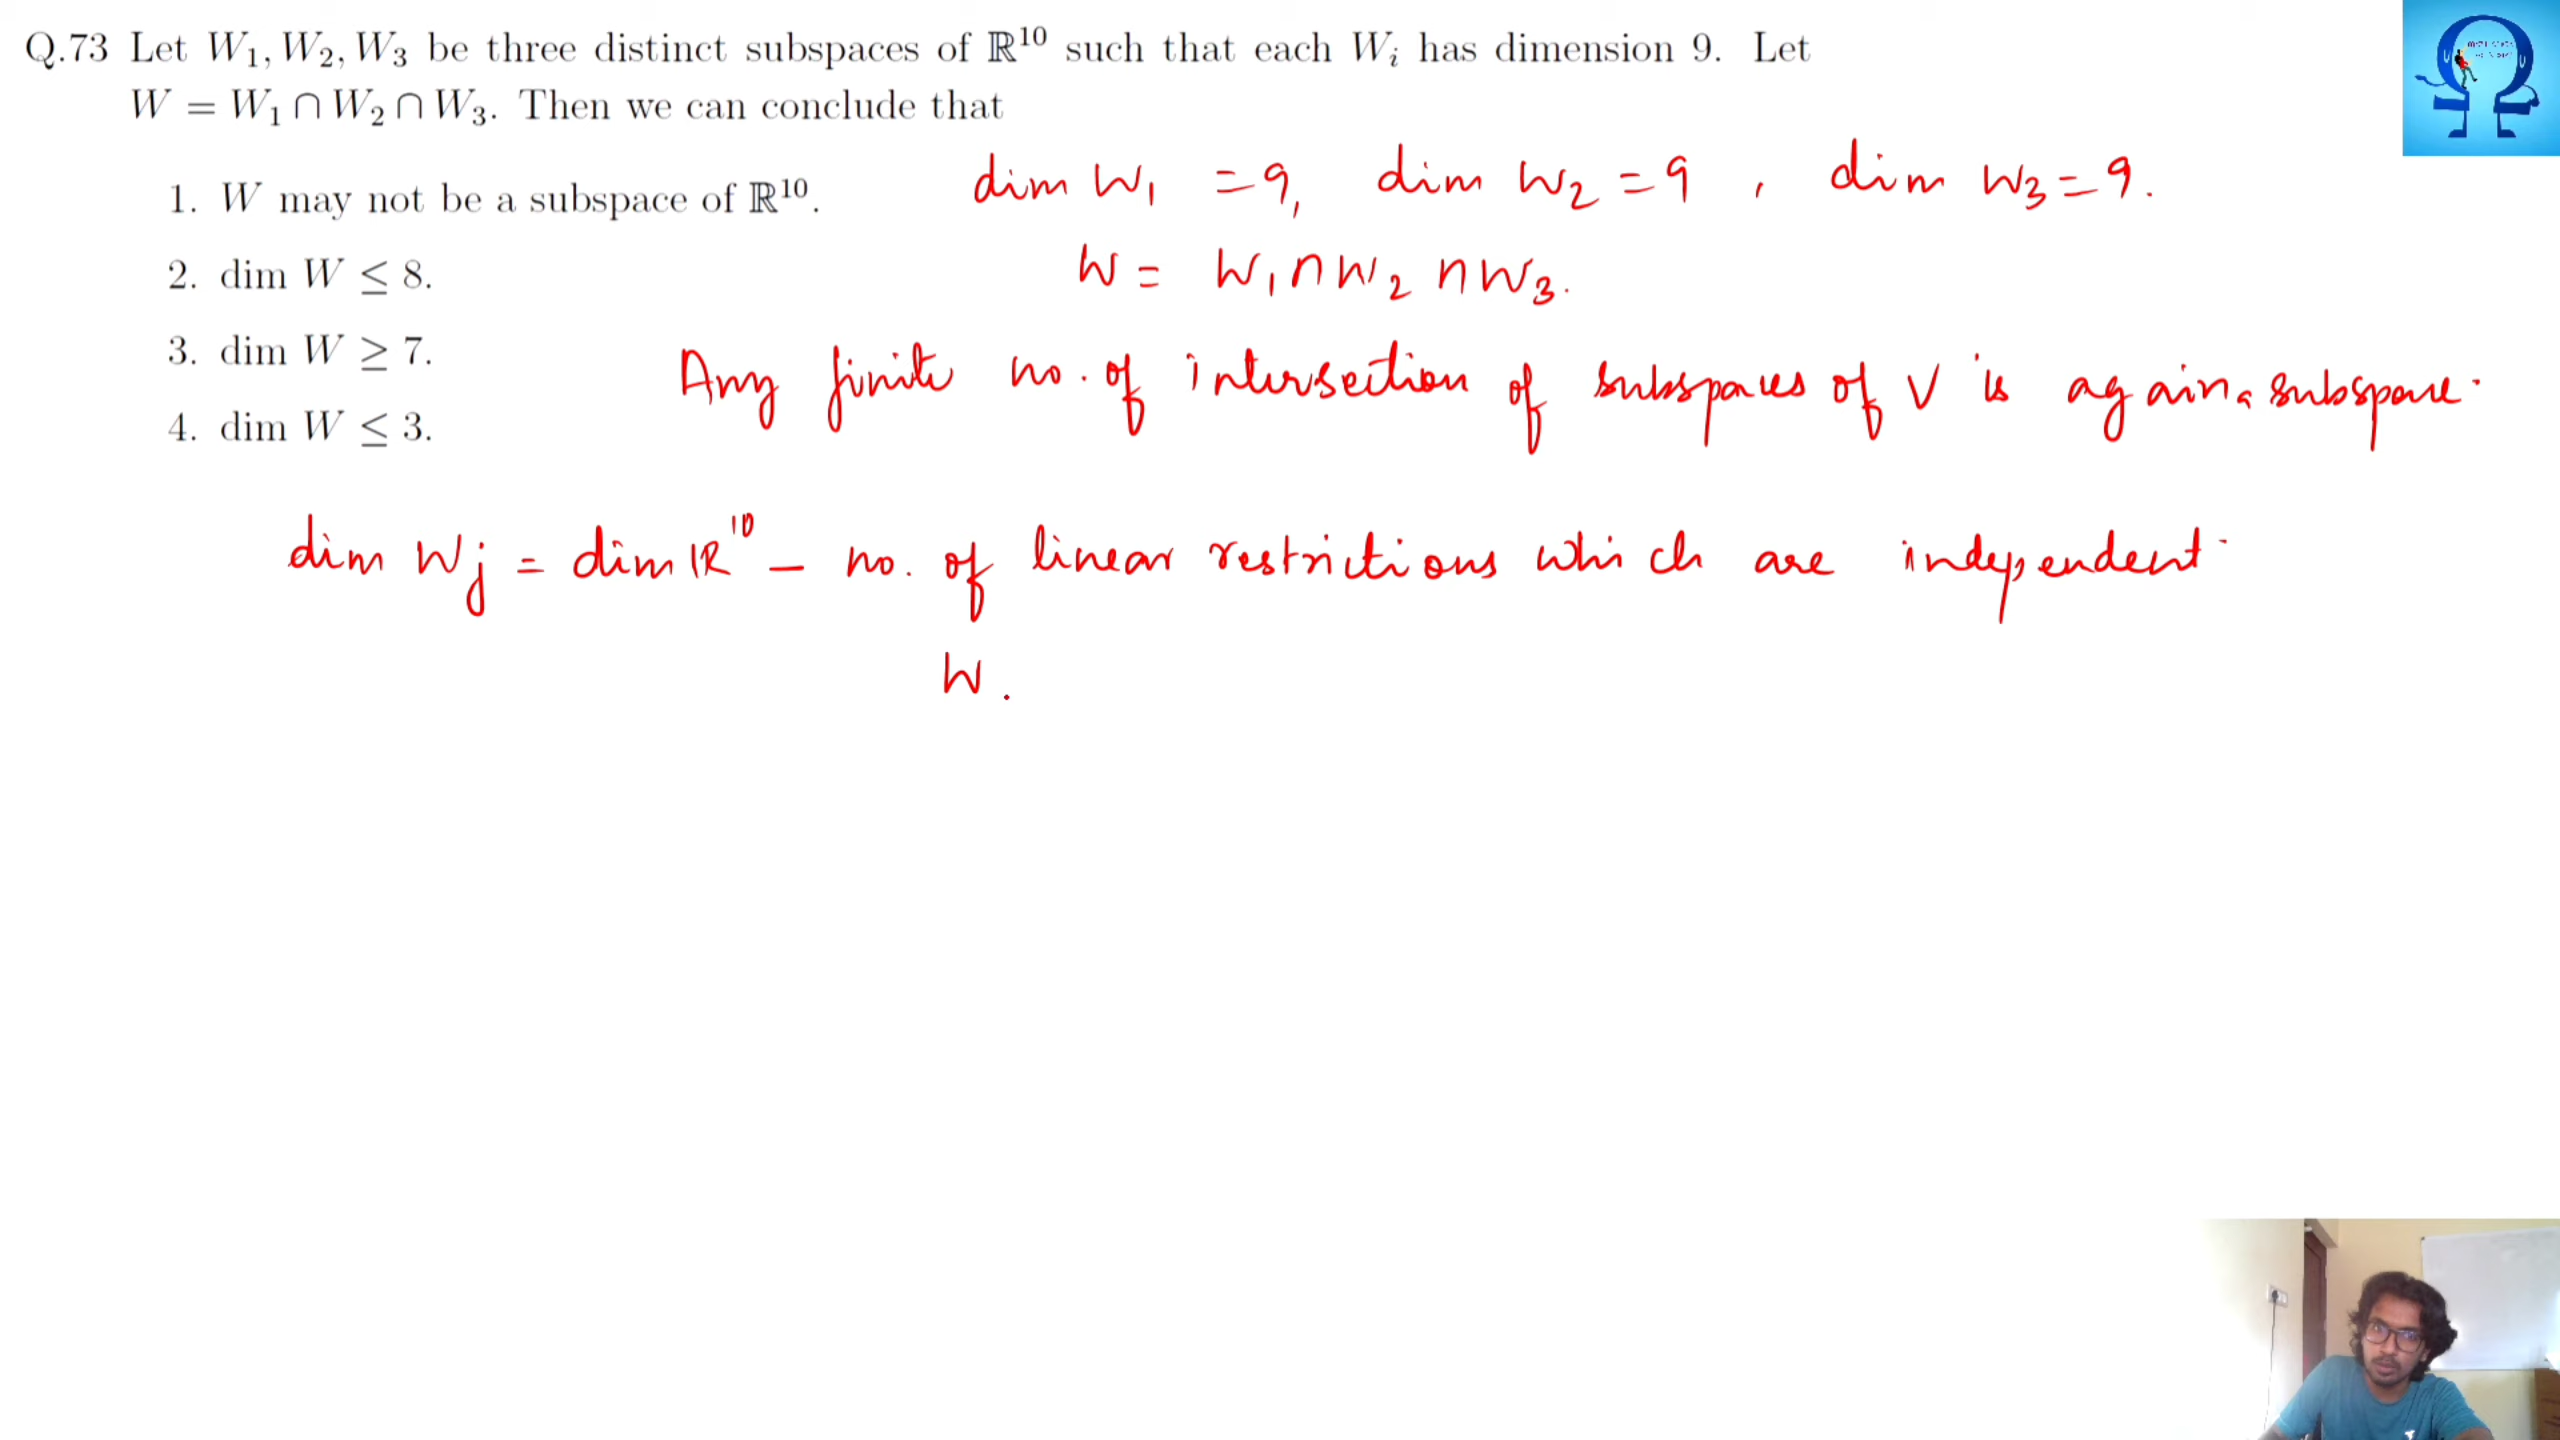 Q.73 Let W₁, W₂, W₃ be three distinct subspaces of ℝ¹⁰ such that each Wᵢ has dimension 9. Let
W = W₁ ∩ W₂ ∩ W₃. Then we can conclude that
1. W may not be a subspace of ℝ¹⁰.
2. dim W ≤ 8.
3. dim W ≥ 7.
4. dim W ≤ 3.
dim W₁ = 9, dim W₂ = 9, dim W₃ = 9.
W = W₁ ∩ W₂ ∩ W₃.
Any finite no. of intersection of subspaces of V is again a subspace.
dim Wj = dim ℝ¹⁰ – no. of linear restrictions which are independent.
W.